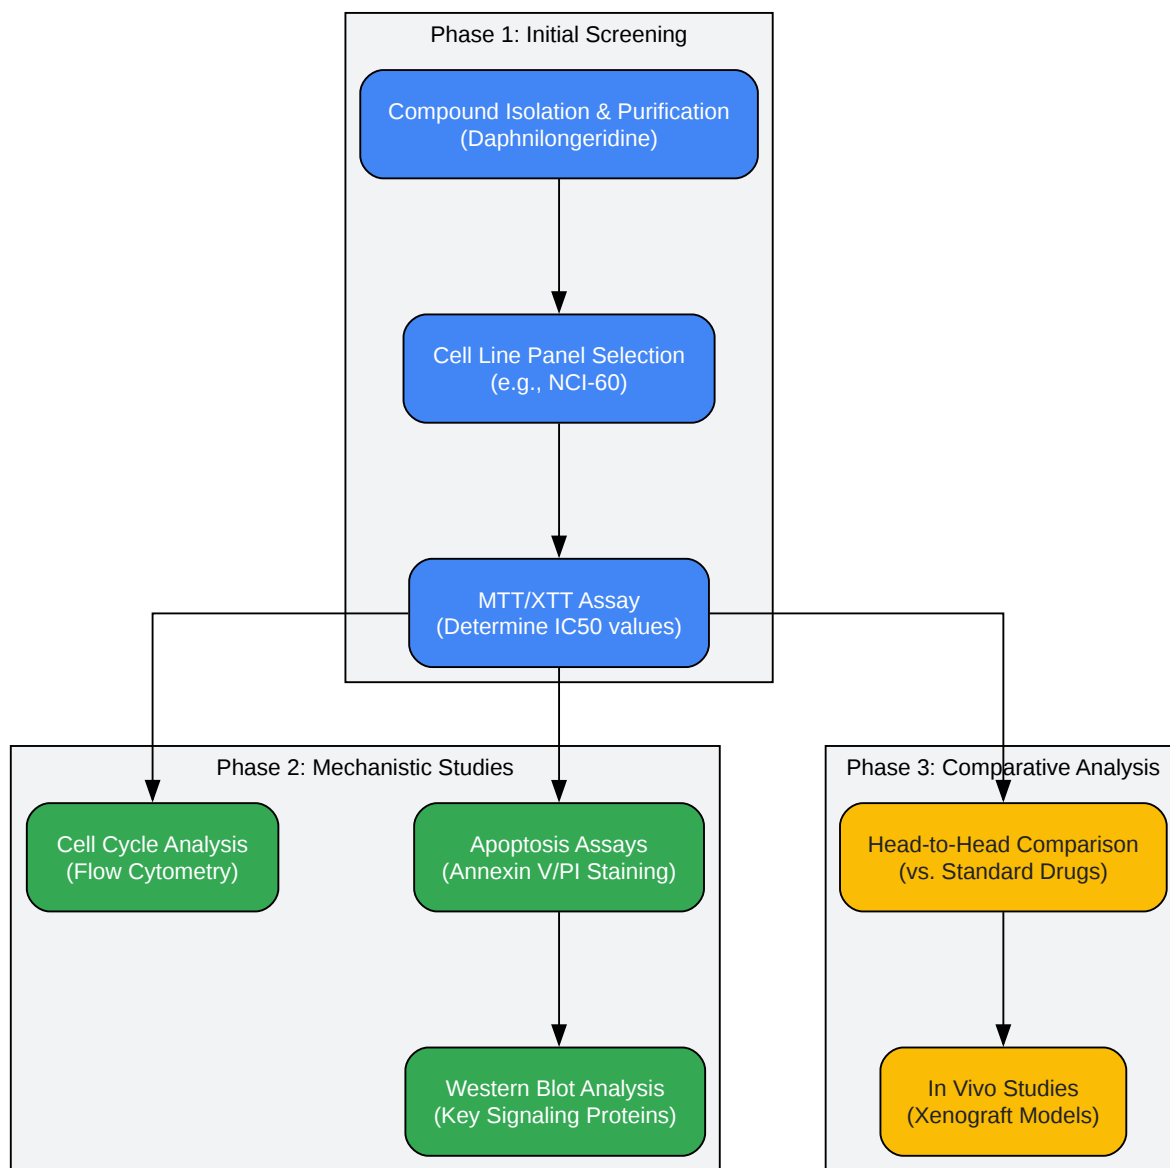 Phase 1: Initial Screening
Compound Isolation & Purification
(Daphnilongeridine)
Cell Line Panel Selection
(e.g., NCI-60)
MTT/XTT Assay
(Determine IC50 values)
Phase 2: Mechanistic Studies
Cell Cycle Analysis
(Flow Cytometry)
Apoptosis Assays
(Annexin V/PI Staining)
Western Blot Analysis
(Key Signaling Proteins)
Phase 3: Comparative Analysis
Head-to-Head Comparison
(vs. Standard Drugs)
In Vivo Studies
(Xenograft Models)